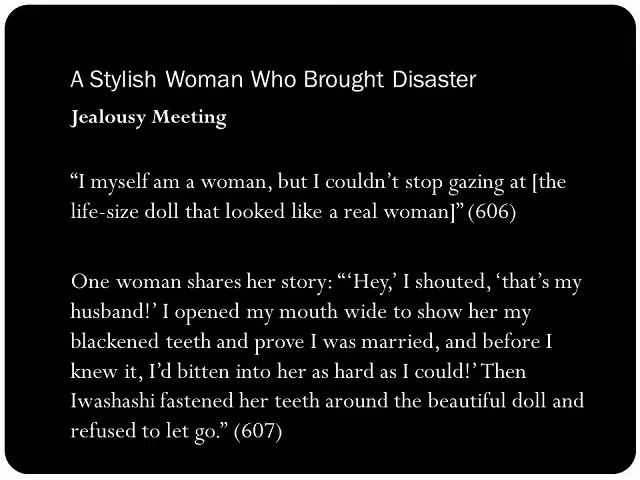 A Stylish Woman Who Brought Disaster
Jealousy Meeting
“I myself am a woman, but I couldn’t stop gazing at [the
life-size doll that looked like a real woman]” (606)
One woman shares her story: “‘Hey,’ I shouted, ‘that’s my
husband!’ I opened my mouth wide to show her my
blackened teeth and prove I was married, and before I
knew it, I’d bitten into her as hard as I could!’ Then
Iwashashi fastened her teeth around the beautiful doll and
refused to let go.” (607)